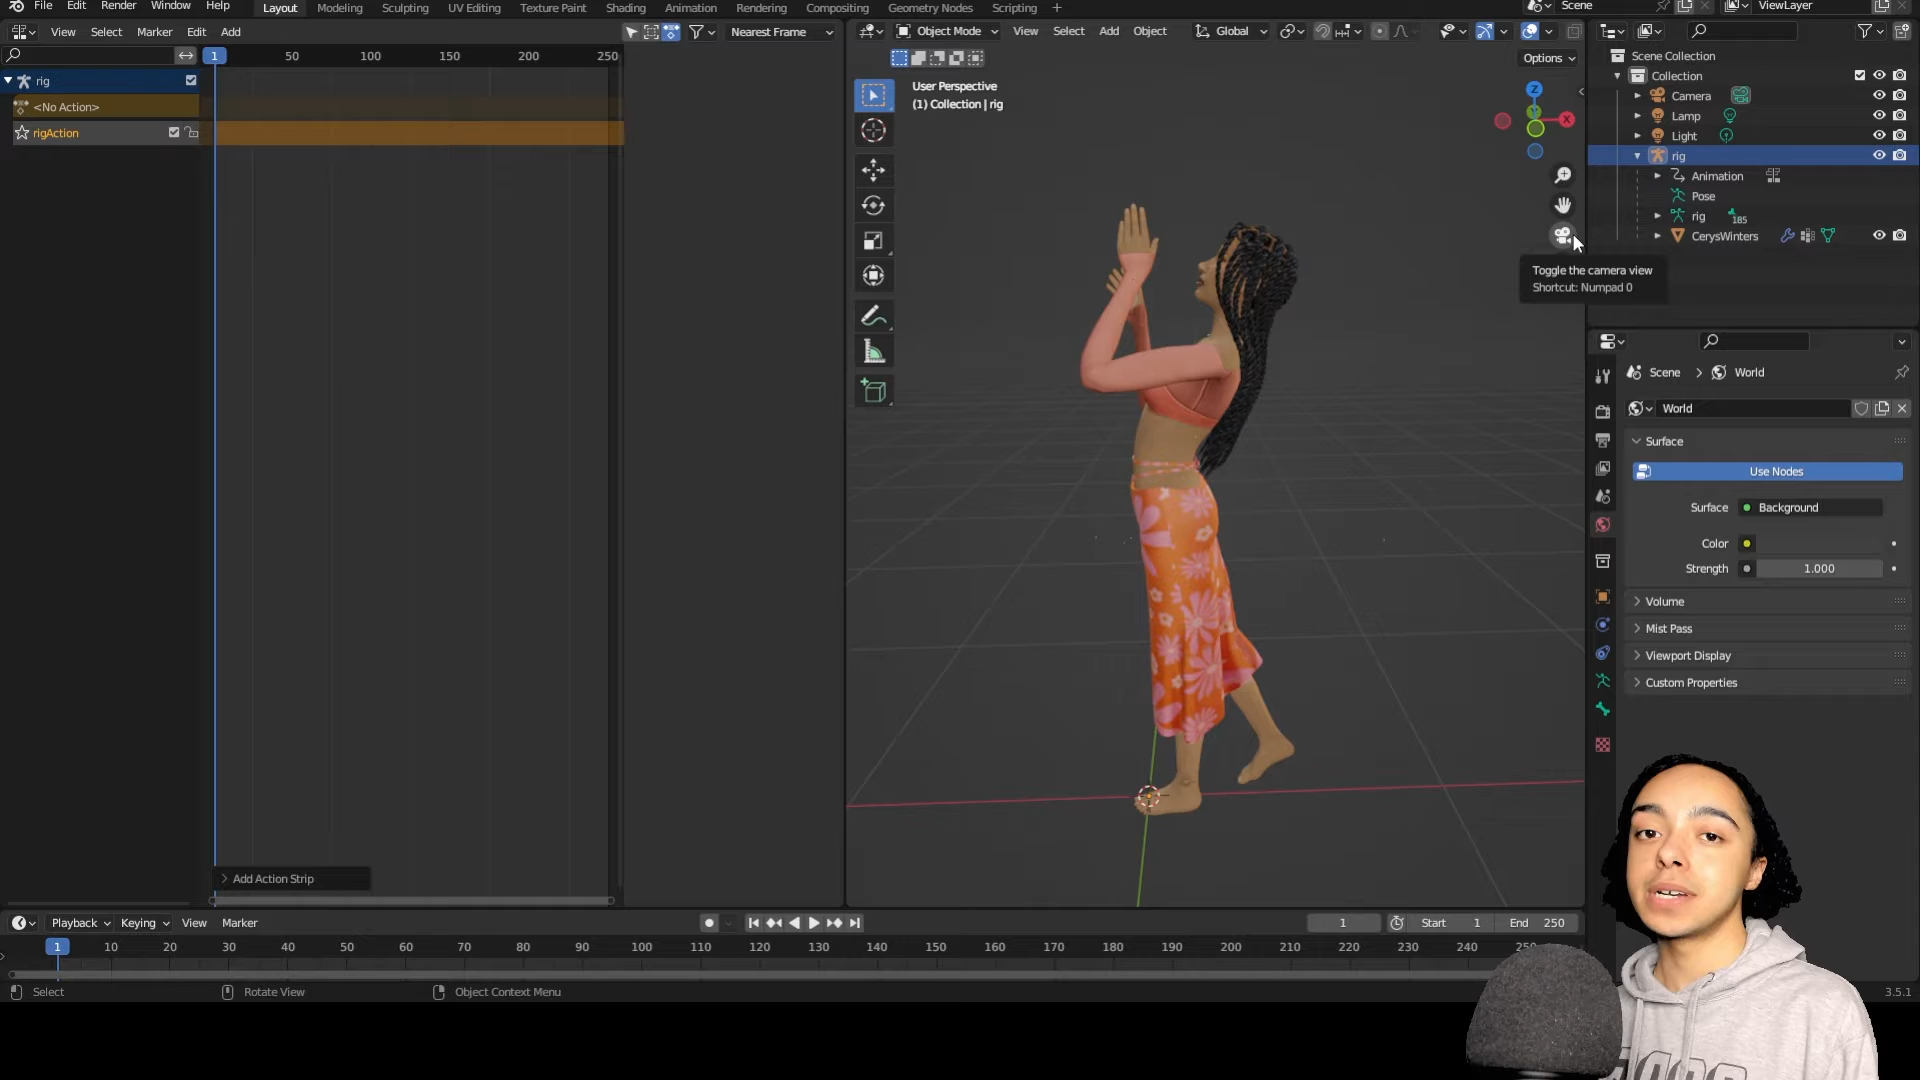 File Edit Render Window Help Layout Modeling Sculpting UV Editing Texture Paint Shading Animation Rendering Compositing Geometry Nodes Scripting + Scene ViewLayer
View Select Marker Edit Add Nearest Frame
Object Mode View Select Add Object Global
Options
1 50 100 150 200 250
rig
<No Action>
rigAction
Add Action Strip
User Perspective
(1) Collection | rig
Z
X
Toggle the camera view
Shortcut: Numpad 0
Scene Collection
Collection
Camera
Lamp
Light
rig
Animation
Pose
rig 185
CerysWinters
Scene > World
World
Surface
Use Nodes
Surface Background
Color
Strength 1.000
Volume
Mist Pass
Viewport Display
Custom Properties
Playback Keying View Marker 1 Start 1 End 250
1 10 20 30 40 50 60 70 80 90 100 110 120 130 140 150 160 170 180 190 200 210 220 230 240 250
Select Rotate View Object Context Menu 3.5.1